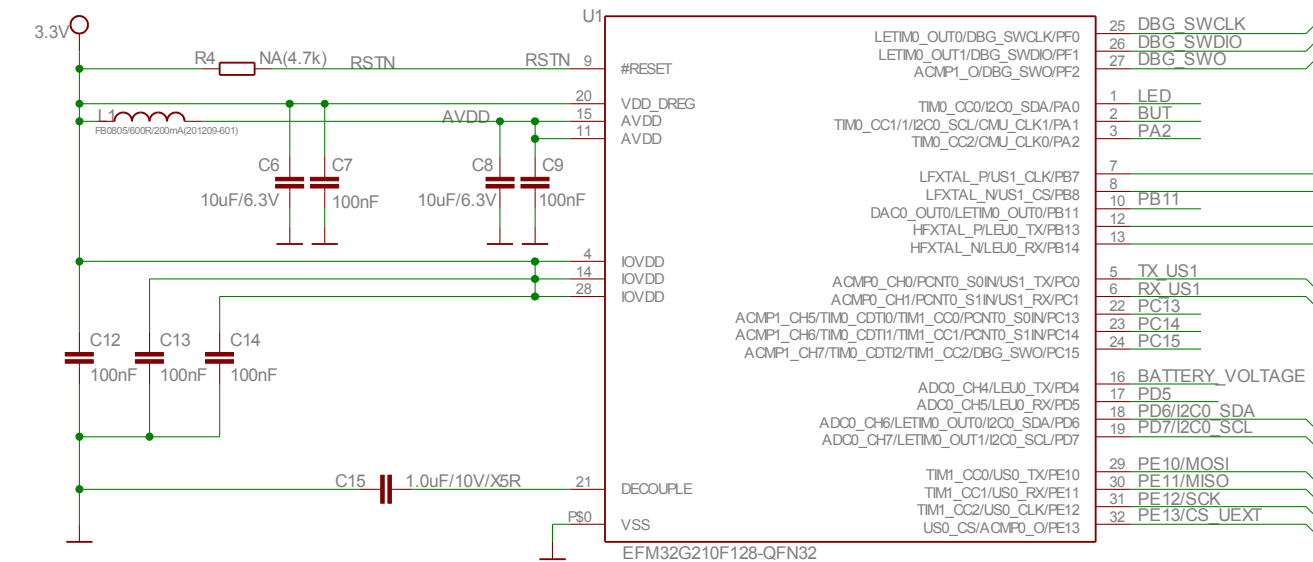 3.3V
U1
R4 NA(4.7k) RSTN RSTN 9 #RESET
20 VDD_DREG
L1 AVDD 15 AVDD
FB0805/600R/200mA(201209-601)
11 AVDD
C6 C7 C8 C9
10uF/6.3V 100nF 10uF/6.3V 100nF
4 IOVDD
14 IOVDD
28 IOVDD
C12 C13 C14
100nF 100nF 100nF
C15 1.0uF/10V/X5R 21 DECOUPLE
P$0 VSS
LETIM0_OUT0/DBG_SWCLK/PF0 25 DBG_SWCLK
LETIM0_OUT1/DBG_SWDIO/PF1 26 DBG_SWDIO
ACMP1_O/DBG_SWO/PF2 27 DBG_SWO
TIM0_CC0/I2C0_SDA/PA0 1 LED
TIM0_CC1/1/I2C0_SCL/CMU_CLK1/PA1 2 BUT
TIM0_CC2/CMU_CLK0/PA2 3 PA2
LFXTAL_P/US1_CLK/PB7 7
LFXTAL_N/US1_CS/PB8 8
DAC0_OUT0/LETIM0_OUT0/PB11 10 PB11
HFXTAL_P/LEU0_TX/PB13 12
HFXTAL_N/LEU0_RX/PB14 13
ACMP0_CH0/PCNT0_S0IN/US1_TX/PC0 5 TX_US1
ACMP0_CH1/PCNT0_S1IN/US1_RX/PC1 6 RX_US1
ACMP1_CH5/TIM0_CDTI0/TIM1_CC0/PCNT0_S0IN/PC13 22 PC13
ACMP1_CH6/TIM0_CDTI1/TIM1_CC1/PCNT0_S1IN/PC14 23 PC14
ACMP1_CH7/TIM0_CDTI2/TIM1_CC2/DBG_SWO/PC15 24 PC15
ADC0_CH4/LEU0_TX/PD4 16 BATTERY_VOLTAGE
ADC0_CH5/LEU0_RX/PD5 17 PD5
ADC0_CH6/LETIM0_OUT0/I2C0_SDA/PD6 18 PD6/I2C0_SDA
ADC0_CH7/LETIM0_OUT1/I2C0_SCL/PD7 19 PD7/I2C0_SCL
TIM1_CC0/US0_TX/PE10 29 PE10/MOSI
TIM1_CC1/US0_RX/PE11 30 PE11/MISO
TIM1_CC2/US0_CLK/PE12 31 PE12/SCK
US0_CS/ACMP0_O/PE13 32 PE13/CS_UEXT
EFM32G210F128-QFN32